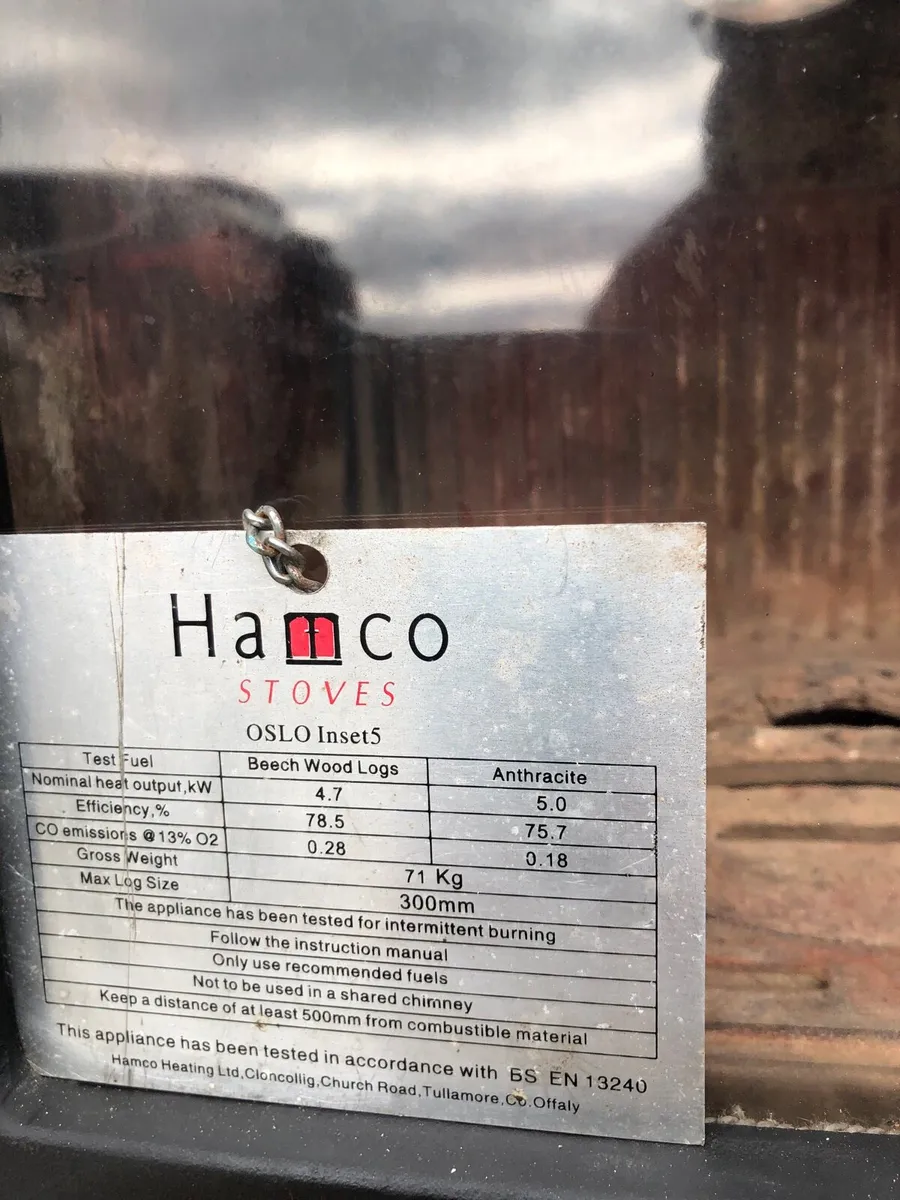 Hamco
STOVES
OSLO Inset5
Test Fuel Beech Wood Logs Anthracite
Nominal heat output,kW 4.7 5.0
Efficiency,% 78.5 75.7
CO emissions @13% O2 0.28 0.18
Gross Weight 71 Kg
Max Log Size 300mm
The appliance has been tested for intermittent burning
Follow the instruction manual
Only use recommended fuels
Not to be used in a shared chimney
Keep a distance of at least 500mm from combustible material
This appliance has been tested in accordance with BS EN 13240
Hamco Heating Ltd,Cloncollig,Church Road,Tullamore,Co.Offaly